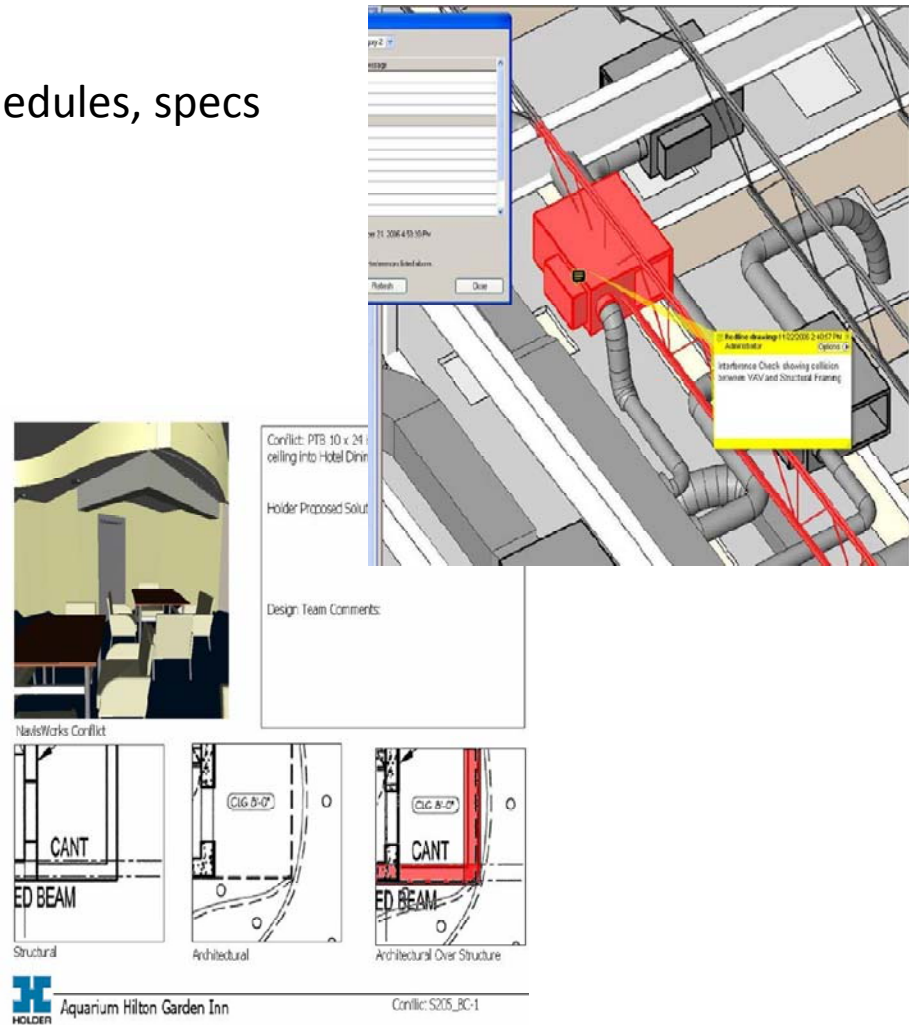 edules, specs
Refresh
Close
Redline drawing 11/22/2006 2:40:57 PM
Administrator
Options
Interference Check showing collision
between VAV and Structural Framing
Conflict: PTB 10 x 24
ceiling into Hotel Dinin
Holder Proposed Solut
Design Team Comments:
NavisWorks Conflict
CANT
ED BEAM
CLG 8'-0"
CLG 8'-0"
CANT
ED BEAM
Structural
Architectural
Architectural Over Structure
HOLDER
Aquarium Hilton Garden Inn
Conflict: S205_BC-1